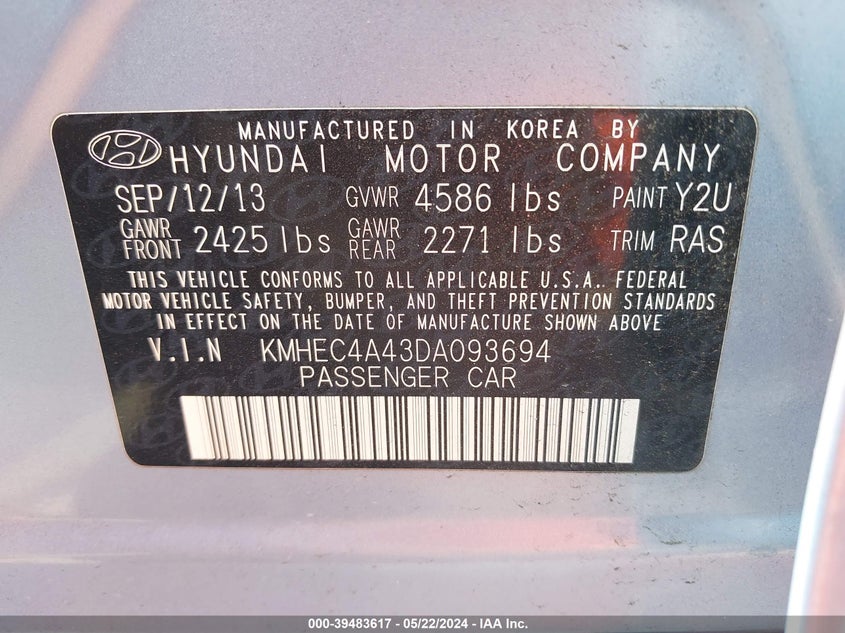 MANUFACTURED IN KOREA BY
HYUNDAI MOTOR COMPANY
SEP/12/13 GVWR 4586 lbs PAINT Y2U
GAWR FRONT 2425 lbs GAWR REAR 2271 lbs TRIM RAS
THIS VEHICLE CONFORMS TO ALL APPLICABLE U.S.A.. FEDERAL
MOTOR VEHICLE SAFETY, BUMPER, AND THEFT PREVENTION STANDARDS
IN EFFECT ON THE DATE OF MANUFACTURE SHOWN ABOVE
V.I.N KMHEC4A43DA093694
PASSENGER CAR
000-39483617 - 05/22/2024 - IAA Inc.